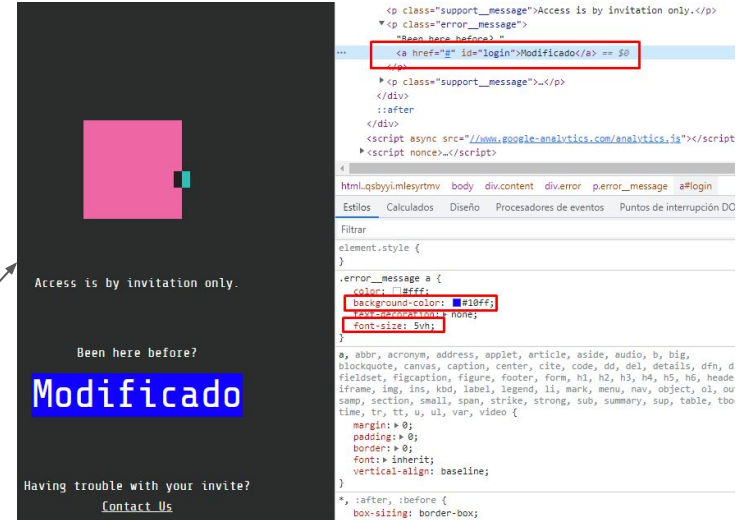 Access is by invitation only.
Been here before?
Modificado
Having trouble with your invite?
Contact Us
<p class="support__message">Access is by invitation only.</p>
▼<p class="error__message">
"Been here before? "
... <a href="#" id="login">Modificado</a> == $0
</p>
▶<p class="support__message">…</p>
</div>
::after
</div>
<script async src="//www.google-analytics.com/analytics.js"></script
▶<script nonce>…</script>
html.qsbyyi.mlesyrtmv body div.content div.error p.error__message a#login
Estilos Calculados Diseño Procesadores de eventos Puntos de interrupción DO
Filtrar
element.style {
}
.error__message a {
color: #fff;
background-color: #10ff;
text-decoration:▶ none;
font-size: 5vh;
}
a, abbr, acronym, address, applet, article, aside, audio, b, big,
blockquote, canvas, caption, center, cite, code, dd, del, details, dfn, d
fieldset, figcaption, figure, footer, form, h1, h2, h3, h4, h5, h6, heade
iframe, img, ins, kbd, label, legend, li, mark, menu, nav, object, ol, ou
samp, section, small, span, strike, strong, sub, summary, sup, table, tbo
time, tr, tt, u, ul, var, video {
margin:▶ 0;
padding:▶ 0;
border:▶ 0;
font:▶ inherit;
vertical-align: baseline;
}
*, :after, :before {
box-sizing: border-box;